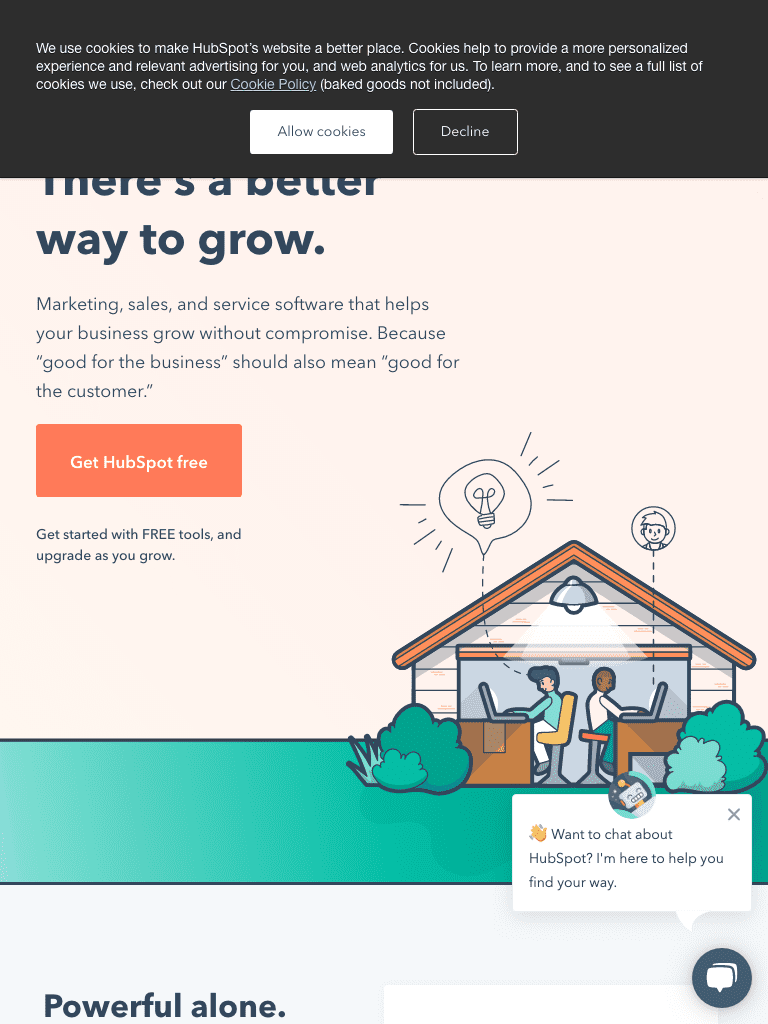 We use cookies to make HubSpot's website a better place. Cookies help to provide a more personalized
experience and relevant advertising for you, and web analytics for us. To learn more, and to see a full list of
cookies we use, check out our Cookie Policy (baked goods not included).
Allow cookies
Decline
There's a better
way to grow.
Marketing, sales, and service software that helps
your business grow without compromise. Because
“good for the business” should also mean “good for
the customer.”
Get HubSpot free
Get started with FREE tools, and
upgrade as you grow.
👋 Want to chat about
HubSpot? I'm here to help you
find your way.
Powerful alone.